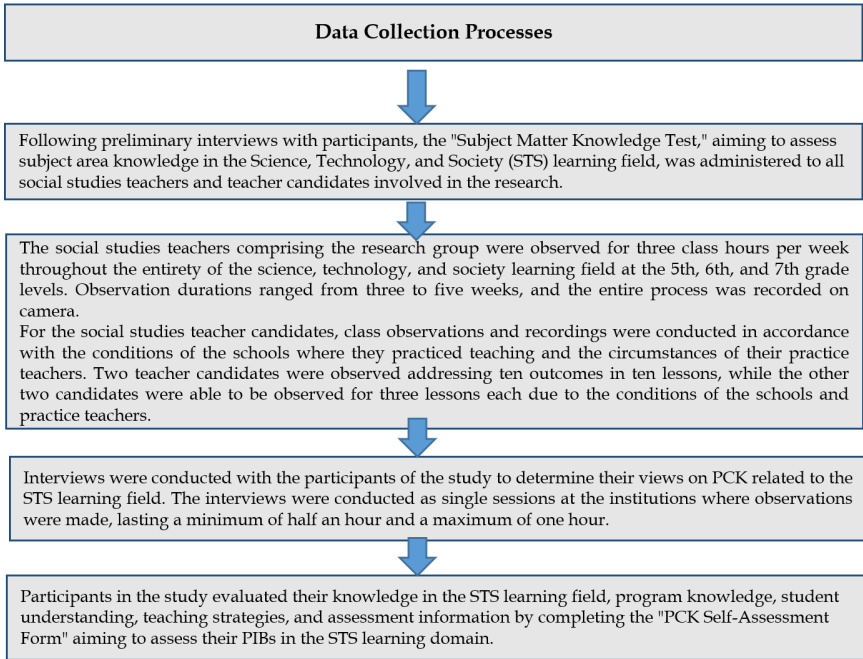 Data Collection Processes
Following preliminary interviews with participants, the "Subject Matter Knowledge Test," aiming to assess
subject area knowledge in the Science, Technology, and Society (STS) learning field, was administered to all
social studies teachers and teacher candidates involved in the research.
The social studies teachers comprising the research group were observed for three class hours per week
throughout the entirety of the science, technology, and society learning field at the 5th, 6th, and 7th grade
levels. Observation durations ranged from three to five weeks, and the entire process was recorded on
camera.
For the social studies teacher candidates, class observations and recordings were conducted in accordance
with the conditions of the schools where they practiced teaching and the circumstances of their practice
teachers. Two teacher candidates were observed addressing ten outcomes in ten lessons, while the other
two candidates were able to be observed for three lessons each due to the conditions of the schools and
practice teachers.
Interviews were conducted with the participants of the study to determine their views on PCK related to the
STS learning field. The interviews were conducted as single sessions at the institutions where observations
were made, lasting a minimum of half an hour and a maximum of one hour.
Participants in the study evaluated their knowledge in the STS learning field, program knowledge, student
understanding, teaching strategies, and assessment information by completing the "PCK Self-Assessment
Form" aiming to assess their PIBs in the STS learning domain.